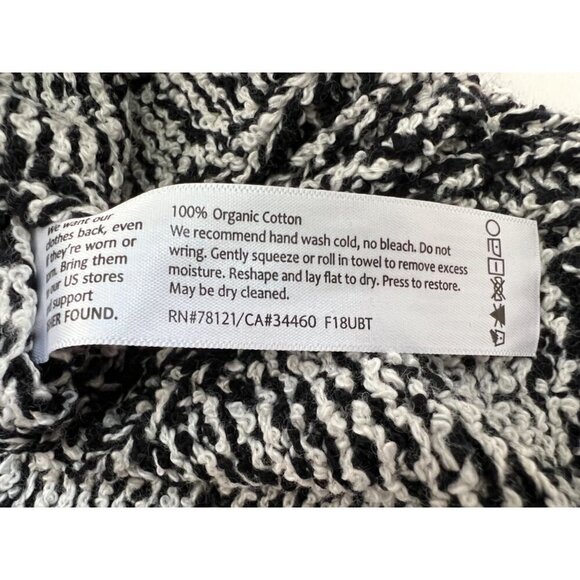 We want our
clothes back, even
they're worn or
Bring them
our US stores
support
FOUND.
100% Organic Cotton
We recommend hand wash cold, no bleach. Do not
wring. Gently squeeze or roll in towel to remove excess
moisture. Reshape and lay flat to dry. Press to restore.
May be dry cleaned.
RN#78121/CA#34460 F18UBT